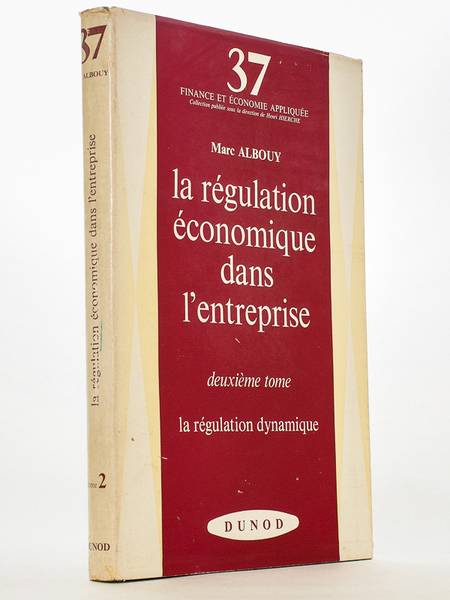 37
ALBOUY
la régulation économique dans l'entreprise
tome 2
DUNOD
37
FINANCE ET ÉCONOMIE APPLIQUÉE
Collection publiée sous la direction de Henri HIERCHE
Marc ALBOUY
la régulation
économique
dans
l'entreprise
deuxième tome
la régulation dynamique
DUNOD